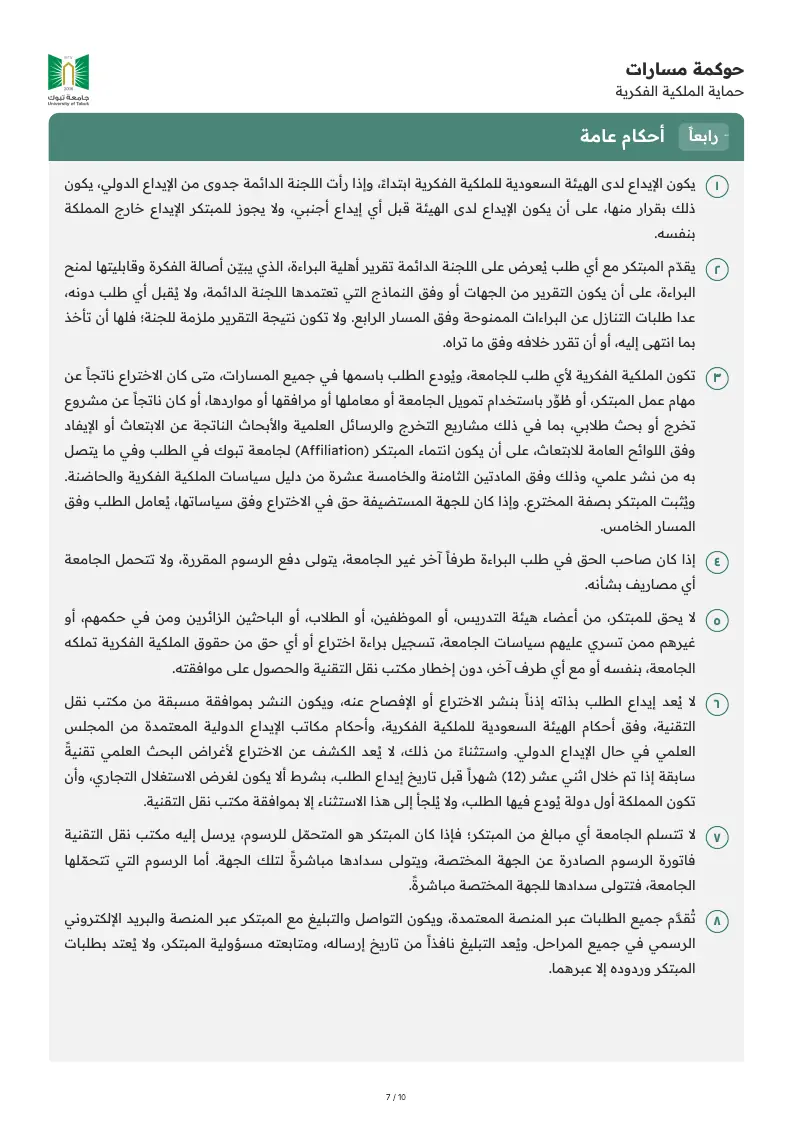 حوكمة مسارات
حماية الملكية الفكرية
1976
2006
جامعة تبوك
University of Tabuk
رابعاً
أحكام عامة
١
يكون الإيداع لدى الهيئة السعودية للملكية الفكرية ابتداءً، وإذا رأت اللجنة الدائمة جدوى من الإيداع الدولي، يكون
ذلك بقرار منها، على أن يكون الإيداع لدى الهيئة قبل أي إيداع أجنبي، ولا يجوز للمبتكر الإيداع خارج المملكة
بنفسه.
٢
يقدّم المبتكر مع أي طلب يُعرض على اللجنة الدائمة تقرير أهلية البراءة، الذي يبيّن أصالة الفكرة وقابليتها لمنح
البراءة، على أن يكون التقرير من الجهات أو وفق النماذج التي تعتمدها اللجنة الدائمة، ولا يُقبل أي طلب دونه،
عدا طلبات التنازل عن البراءات الممنوحة وفق المسار الرابع. ولا تكون نتيجة التقرير ملزمة للجنة؛ فلها أن تأخذ
بما انتهى إليه، أو أن تقرر خلافه وفق ما تراه.
٣
تكون الملكية الفكرية لأي طلب للجامعة، ويُودع الطلب باسمها في جميع المسارات، متى كان الاختراع ناتجاً عن
مهام عمل المبتكر، أو طُوِّر باستخدام تمويل الجامعة أو معاملها أو مرافقها أو مواردها، أو كان ناتجاً عن مشروع
تخرج أو بحث طلابي، بما في ذلك مشاريع التخرج والرسائل العلمية والأبحاث الناتجة عن الابتعاث أو الإيفاد
وفق اللوائح العامة للابتعاث، على أن يكون انتماء المبتكر (Affiliation) لجامعة تبوك في الطلب وفي ما يتصل
به من نشر علمي، وذلك وفق المادتين الثامنة والخامسة عشرة من دليل سياسات الملكية الفكرية والحاضنة.
ويُثبت المبتكر بصفة المخترع. وإذا كان للجهة المستضيفة حق في الاختراع وفق سياساتها، يُعامل الطلب وفق
المسار الخامس.
٤
إذا كان صاحب الحق في طلب البراءة طرفاً آخر غير الجامعة، يتولى دفع الرسوم المقررة، ولا تتحمل الجامعة
أي مصاريف بشأنه.
٥
لا يحق للمبتكر، من أعضاء هيئة التدريس، أو الموظفين، أو الطلاب، أو الباحثين الزائرين ومن في حكمهم، أو
غيرهم ممن تسري عليهم سياسات الجامعة، تسجيل براءة اختراع أو أي حق من حقوق الملكية الفكرية تملكه
الجامعة، بنفسه أو مع أي طرف آخر، دون إخطار مكتب نقل التقنية والحصول على موافقته.
٦
لا يُعد إيداع الطلب بذاته إذناً بنشر الاختراع أو الإفصاح عنه، ويكون النشر بموافقة مسبقة من مكتب نقل
التقنية، وفق أحكام الهيئة السعودية للملكية الفكرية، وأحكام مكاتب الإيداع الدولية المعتمدة من المجلس
العلمي في حال الإيداع الدولي. واستثناءً من ذلك، لا يُعد الكشف عن الاختراع لأغراض البحث العلمي تقنيةً
سابقة إذا تم خلال اثني عشر (12) شهراً قبل تاريخ إيداع الطلب، بشرط ألا يكون لغرض الاستغلال التجاري، وأن
تكون المملكة أول دولة يُودع فيها الطلب، ولا يُلجأ إلى هذا الاستثناء إلا بموافقة مكتب نقل التقنية.
٧
لا تتسلم الجامعة أي مبالغ من المبتكر؛ فإذا كان المبتكر هو المتحمّل للرسوم، يرسل إليه مكتب نقل التقنية
فاتورة الرسوم الصادرة عن الجهة المختصة، ويتولى سدادها مباشرةً لتلك الجهة. أما الرسوم التي تتحمّلها
الجامعة، فتتولى سدادها للجهة المختصة مباشرةً.
٨
تُقدَّم جميع الطلبات عبر المنصة المعتمدة، ويكون التواصل والتبليغ مع المبتكر عبر المنصة والبريد الإلكتروني
الرسمي في جميع المراحل. ويُعد التبليغ نافذاً من تاريخ إرساله، ومتابعته مسؤولية المبتكر، ولا يُعتد بطلبات
المبتكر وردوده إلا عبرهما.
7 / 10